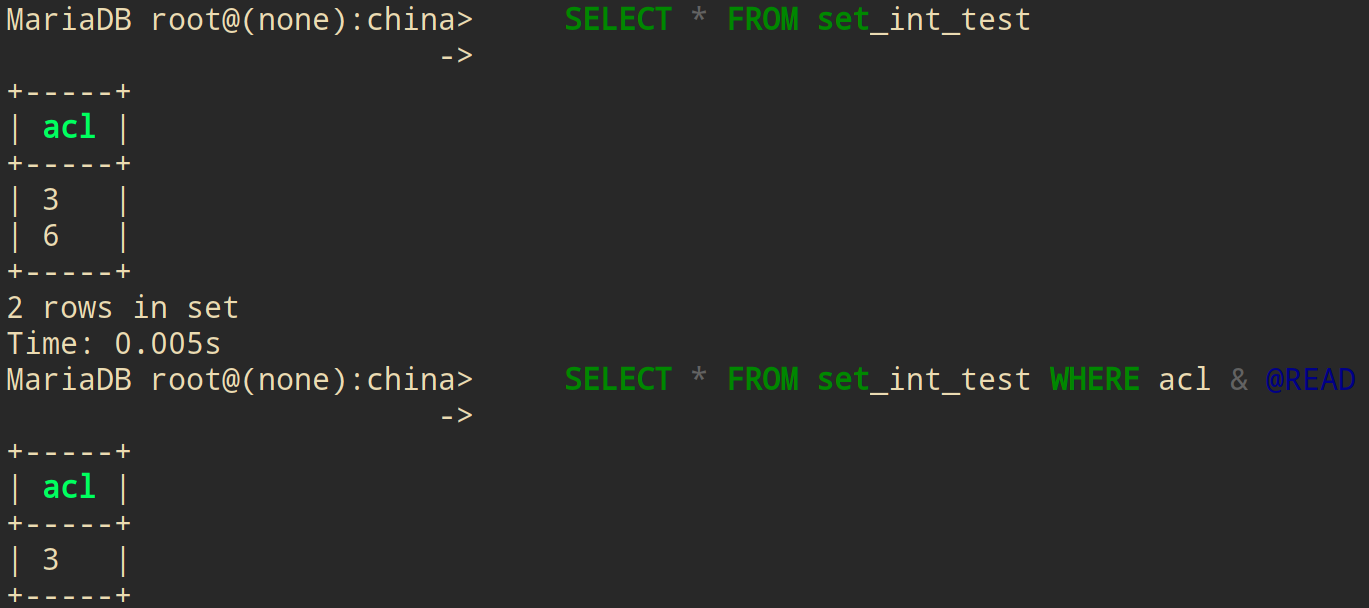 MariaDB root@(none):china>     SELECT * FROM set_int_test
                        ->
+-----+
| acl |
+-----+
| 3   |
| 6   |
+-----+
2 rows in set
Time: 0.005s
MariaDB root@(none):china>     SELECT * FROM set_int_test WHERE acl & @READ
                        ->
+-----+
| acl |
+-----+
| 3   |
+-----+